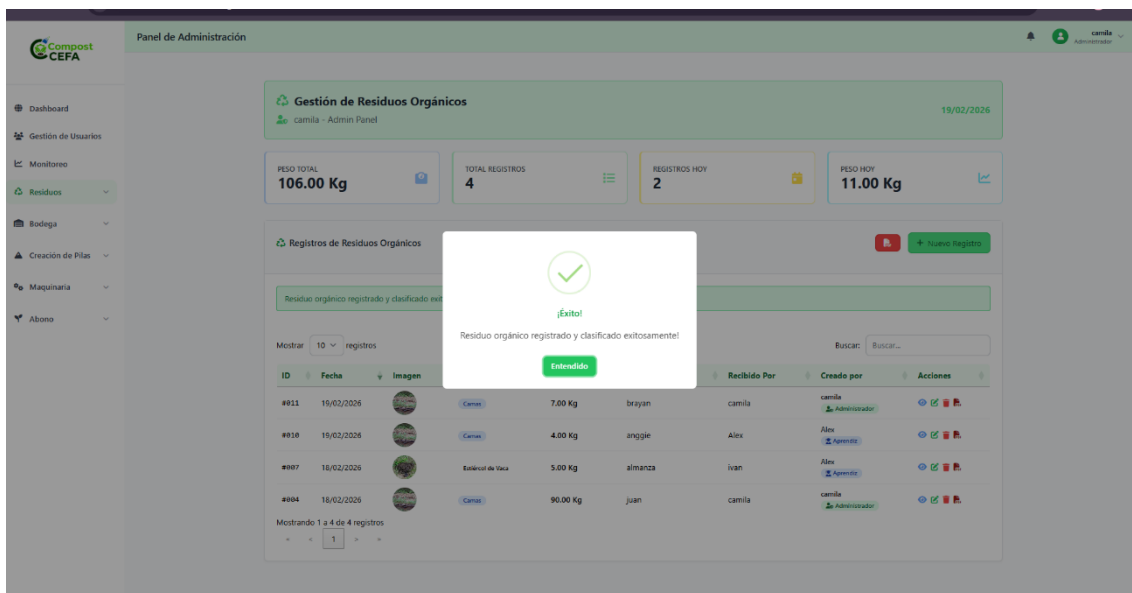 Compost
CEFA
Panel de Administración
camila
Administrador
Dashboard
Gestión de Usuarios
Monitoreo
Residuos
Bodega
Creación de Pilas
Maquinaria
Abono
Gestión de Residuos Orgánicos
camila - Admin Panel
19/02/2026
PESO TOTAL
106.00 Kg
TOTAL REGISTROS
4
REGISTROS HOY
2
PESO HOY
11.00 Kg
Registros de Residuos Orgánicos
+ Nuevo Registro
Residuo orgánico registrado y clasificado exit
¡Éxito!
Residuo orgánico registrado y clasificado exitosamente!
Entendido
Mostrar 10 registros
Buscar: Buscar...
ID Fecha Imagen Recibido Por Creado por Acciones
#011 19/02/2026 7.00 Kg brayan camila camila
Administrador
#010 19/02/2026 4.00 Kg anggie Alex Alex
Aprendiz
#007 18/02/2026 Estiércol de Vaca 5.00 Kg almanza ivan Alex
Aprendiz
#004 18/02/2026 90.00 Kg juan camila camila
Administrador
Mostrando 1 a 4 de 4 registros
« < 1 > »